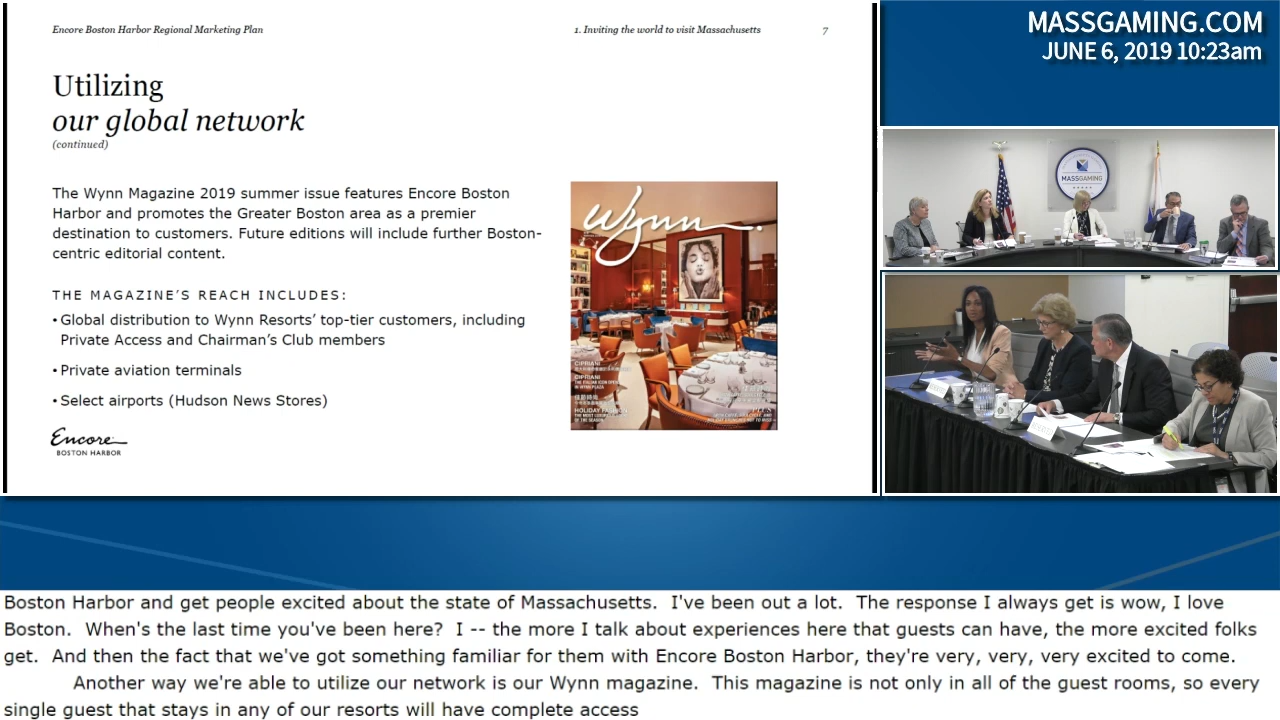 Encore Boston Harbor Regional Marketing Plan
1. Inviting the world to visit Massachusetts 7
Utilizing
our global network
(continued)
The Wynn Magazine 2019 summer issue features Encore Boston
Harbor and promotes the Greater Boston area as a premier
destination to customers. Future editions will include further Boston-
centric editorial content.
THE MAGAZINE'S REACH INCLUDES:
• Global distribution to Wynn Resorts' top-tier customers, including
Private Access and Chairman's Club members
• Private aviation terminals
• Select airports (Hudson News Stores)
Encore
BOSTON HARBOR
Wynn.
CIPRIANI
CIPRIANI
THE ITALIAN ICON OPENS
IN WYNN PLAZA
HOLIDAY FASHION
MASSGAMING.COM
JUNE 6, 2019 10:23am
MASSGAMING
Boston Harbor and get people excited about the state of Massachusetts. I've been out a lot. The response I always get is wow, I love
Boston. When's the last time you've been here? I -- the more I talk about experiences here that guests can have, the more excited folks
get. And then the fact that we've got something familiar for them with Encore Boston Harbor, they're very, very, very excited to come.
Another way we're able to utilize our network is our Wynn magazine. This magazine is not only in all of the guest rooms, so every
single guest that stays in any of our resorts will have complete access